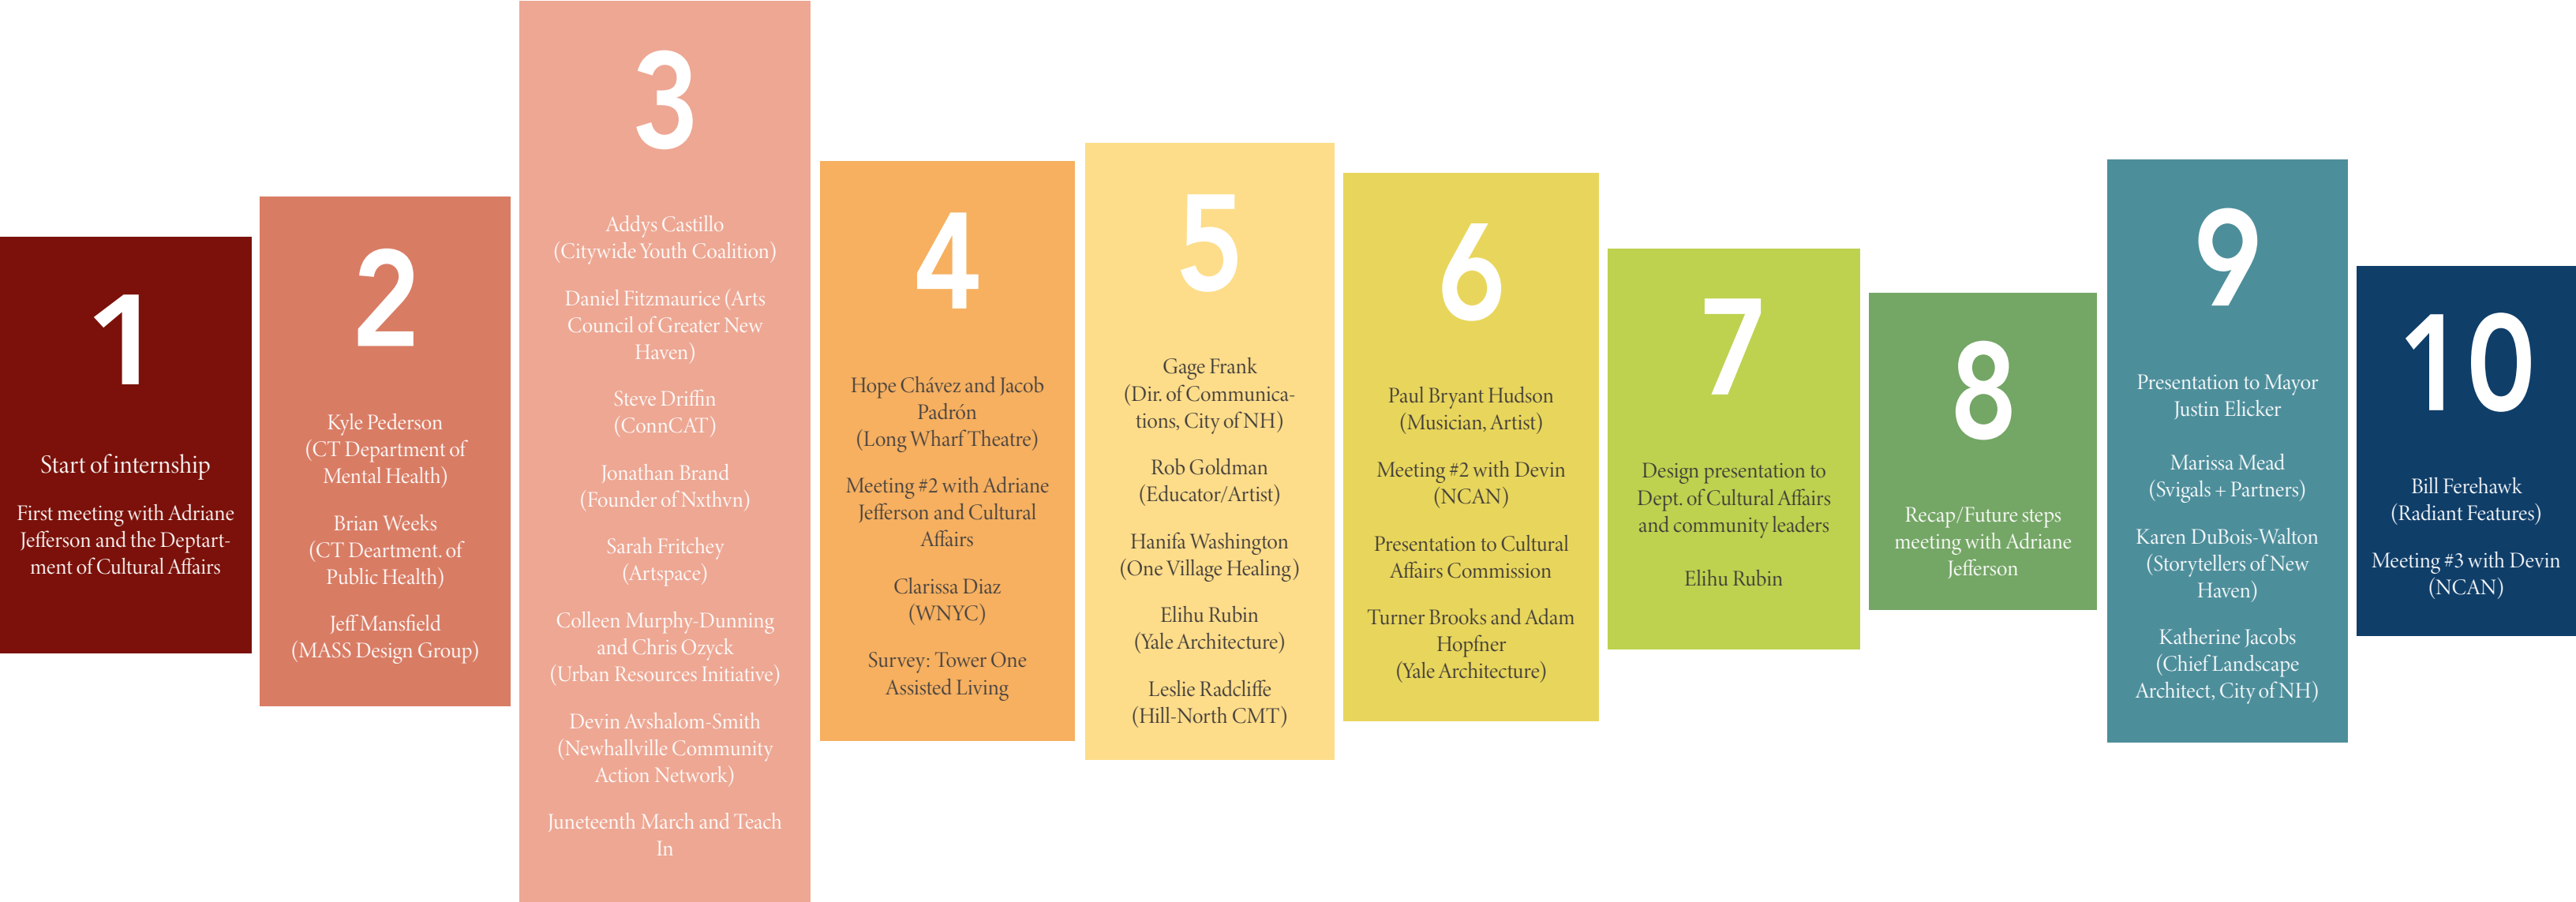 1
Start of internship
First meeting with Adriane
Jefferson and the Deptart-
ment of Cultural Affairs
2
Kyle Pederson
(CT Department of
Mental Health)
Brian Weeks
(CT Deartment. of
Public Health)
Jeff Mansfield
(MASS Design Group)
3
Addys Castillo
(Citywide Youth Coalition)
Daniel Fitzmaurice (Arts
Council of Greater New
Haven)
Steve Driffin
(ConnCAT)
Jonathan Brand
(Founder of Nxthvn)
Sarah Fritchey
(Artspace)
Colleen Murphy-Dunning
and Chris Ozyck
(Urban Resources Initiative)
Devin Avshalom-Smith
(Newhallville Community
Action Network)
Juneteenth March and Teach
In
4
Hope Chávez and Jacob
Padrón
(Long Wharf Theatre)
Meeting #2 with Adriane
Jefferson and Cultural
Affairs
Clarissa Diaz
(WNYC)
Survey: Tower One
Assisted Living
5
Gage Frank
(Dir. of Communica-
tions, City of NH)
Rob Goldman
(Educator/Artist)
Hanifa Washington
(One Village Healing)
Elihu Rubin
(Yale Architecture)
Leslie Radcliffe
(Hill-North CMT)
6
Paul Bryant Hudson
(Musician, Artist)
Meeting #2 with Devin
(NCAN)
Presentation to Cultural
Affairs Commission
Turner Brooks and Adam
Hopfner
(Yale Architecture)
7
Design presentation to
Dept. of Cultural Affairs
and community leaders
Elihu Rubin
8
Recap/Future steps
meeting with Adriane
Jefferson
9
Presentation to Mayor
Justin Elicker
Marissa Mead
(Svigals + Partners)
Karen DuBois-Walton
(Storytellers of New
Haven)
Katherine Jacobs
(Chief Landscape
Architect, City of NH)
10
Bill Ferehawk
(Radiant Features)
Meeting #3 with Devin
(NCAN)